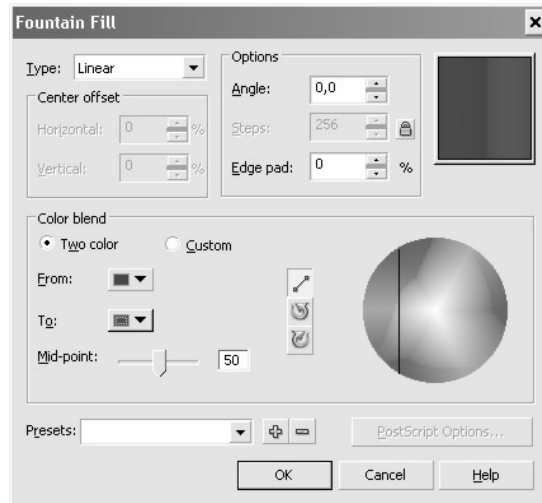 Fountain Fill
Type: Linear
Options
Angle: 0,0
Steps: 256
Edge pad: 0 %
Center offset
Horizontal: 0 %
Vertical: 0 %
Color blend
Two color Custom
From:
To:
Mid-point: 50
Presets:
PostScript Options...
OK Cancel Help